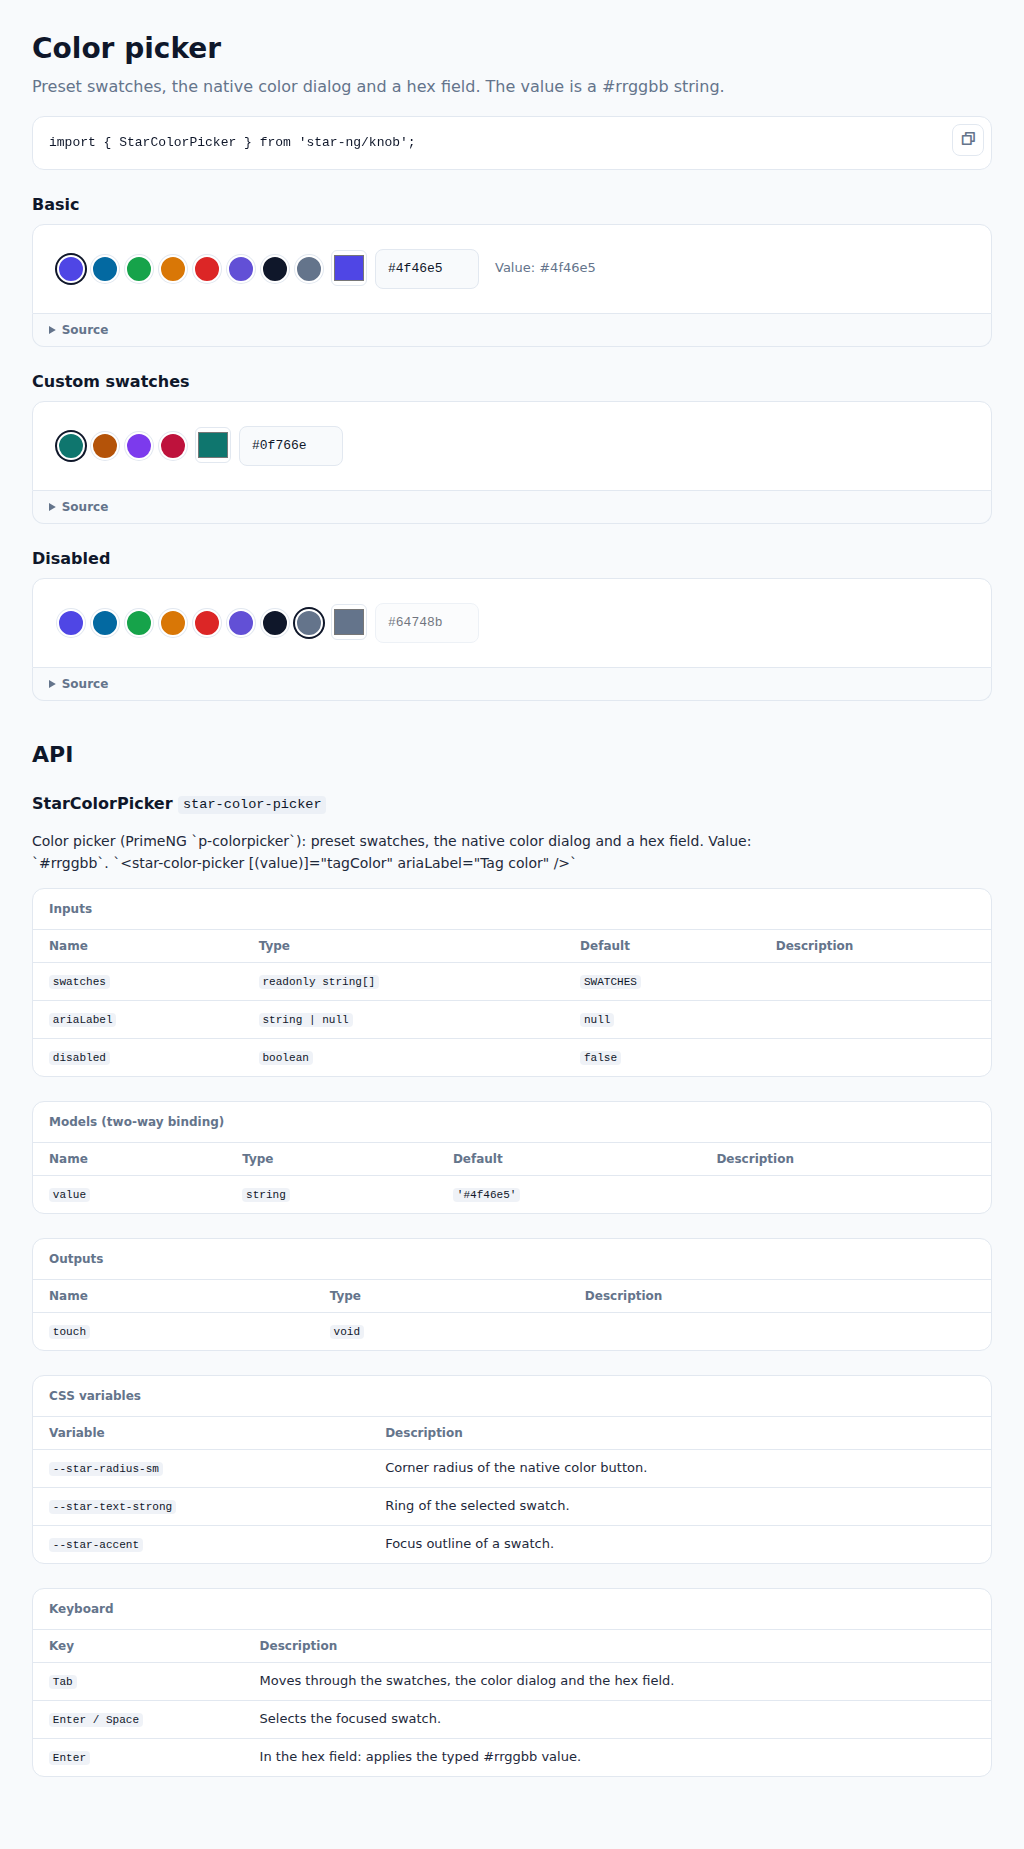 Color picker
Preset swatches, the native color dialog and a hex field. The value is a #rrggbb string.
import { StarColorPicker } from 'star-ng/knob';
Basic
#4f46e5 Value: #4f46e5
Source
Custom swatches
#0f766e
Source
Disabled
#64748b
Source
API
StarColorPicker star-color-picker
Color picker (PrimeNG `p-colorpicker`): preset swatches, the native color dialog and a hex field. Value:
`#rrggbb`. `<star-color-picker [(value)]="tagColor" ariaLabel="Tag color" />`
Inputs
Name Type Default Description
swatches readonly string[] SWATCHES
ariaLabel string | null null
disabled boolean false
Models (two-way binding)
Name Type Default Description
value string '#4f46e5'
Outputs
Name Type Description
touch void
CSS variables
Variable Description
--star-radius-sm Corner radius of the native color button.
--star-text-strong Ring of the selected swatch.
--star-accent Focus outline of a swatch.
Keyboard
Key Description
Tab Moves through the swatches, the color dialog and the hex field.
Enter / Space Selects the focused swatch.
Enter In the hex field: applies the typed #rrggbb value.